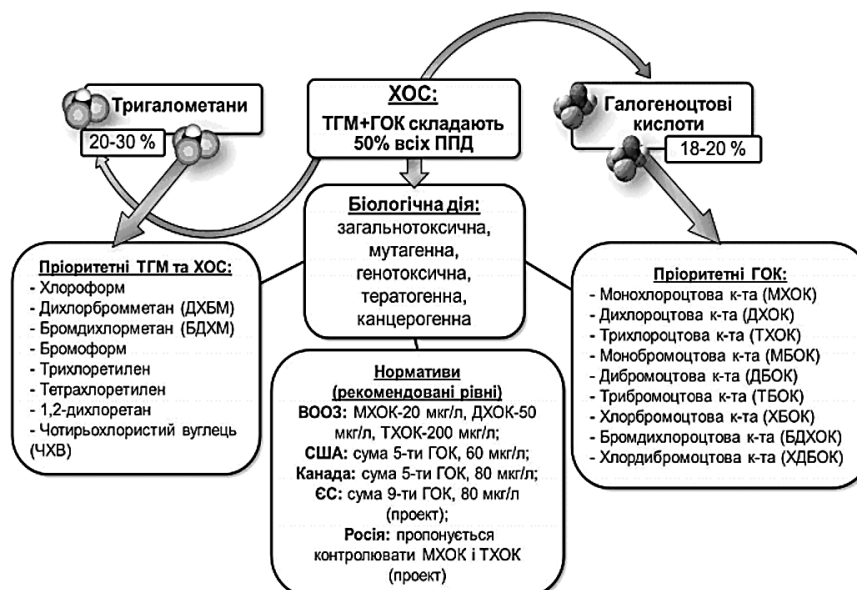 Тригалометани
20-30 %
ХОС:
ТГМ+ГОК складають
50% всіх ППД
Галогеноцтові
кислоти
18-20 %
Біологічна дія:
загальнотоксична,
мутагенна,
генотоксична,
тератогенна,
канцерогенна
Пріоритетні ТГМ та ХОС:
- Хлороформ
- Дихлорбромметан (ДХБМ)
- Бромдихлорметан (БДХМ)
- Бромоформ
- Трихлоретилен
- Тетрахлоретилен
- 1,2-дихлоретан
- Чотирьохлористий вуглець
(ЧХВ)
Нормативи
(рекомендовані рівні)
ВООЗ: МХОК-20 мкг/л, ДХОК-50
мкг/л, ТХОК-200 мкг/л;
США: сума 5-ти ГОК, 60 мкг/л;
Канада: сума 5-ти ГОК, 80 мкг/л;
ЄС: сума 9-ти ГОК, 80 мкг/л
(проект);
Росія: пропонується
контролювати МХОК і ТХОК
(проект)
Пріоритетні ГОК:
- Монохлороцтова к-та (МХОК)
- Дихлороцтова к-та (ДХОК)
- Трихлороцтова к-та (ТХОК)
- Монобромоцтова к-та (МБОК)
- Дибромоцтова к-та (ДБОК)
- Трибромоцтова к-та (ТБОК)
- Хлорбромоцтова к-та (ХБОК)
- Бромдихлороцтова к-та (БДХОК)
- Хлордибромоцтова к-та (ХДБОК)